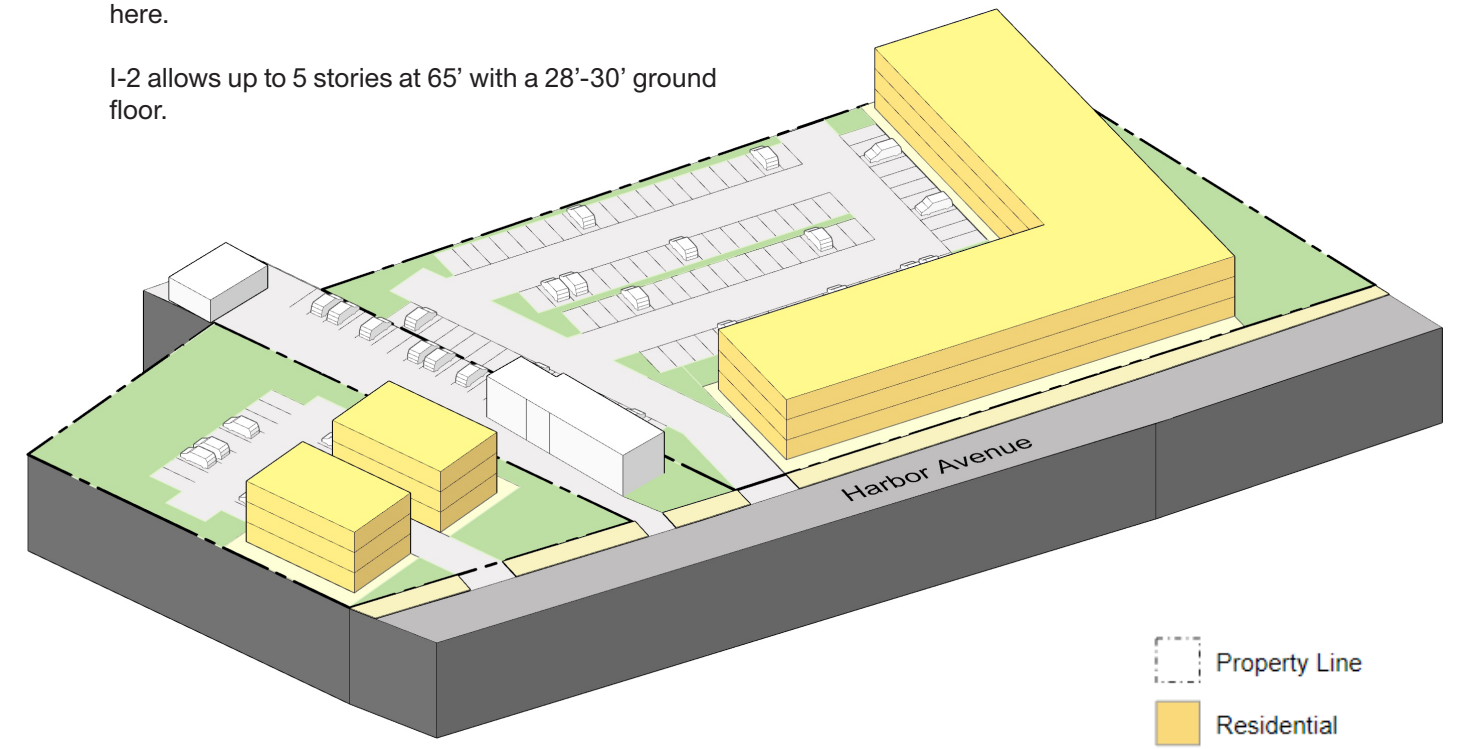 here.
I-2 allows up to 5 stories at 65’ with a 28’-30’ ground
floor.
Harbor Avenue
Property Line
Residential